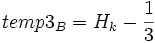 temp3_B = H_k - \frac{1}{3}